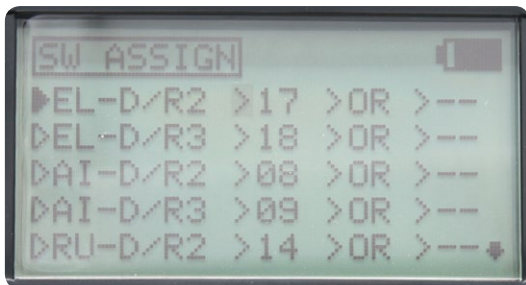 SW ASSIGN
EL-D/R2 >17 >OR >--
EL-D/R3 >18 >OR >--
AI-D/R2 >08 >OR >--
AI-D/R3 >09 >OR >--
RU-D/R2 >14 >OR >--